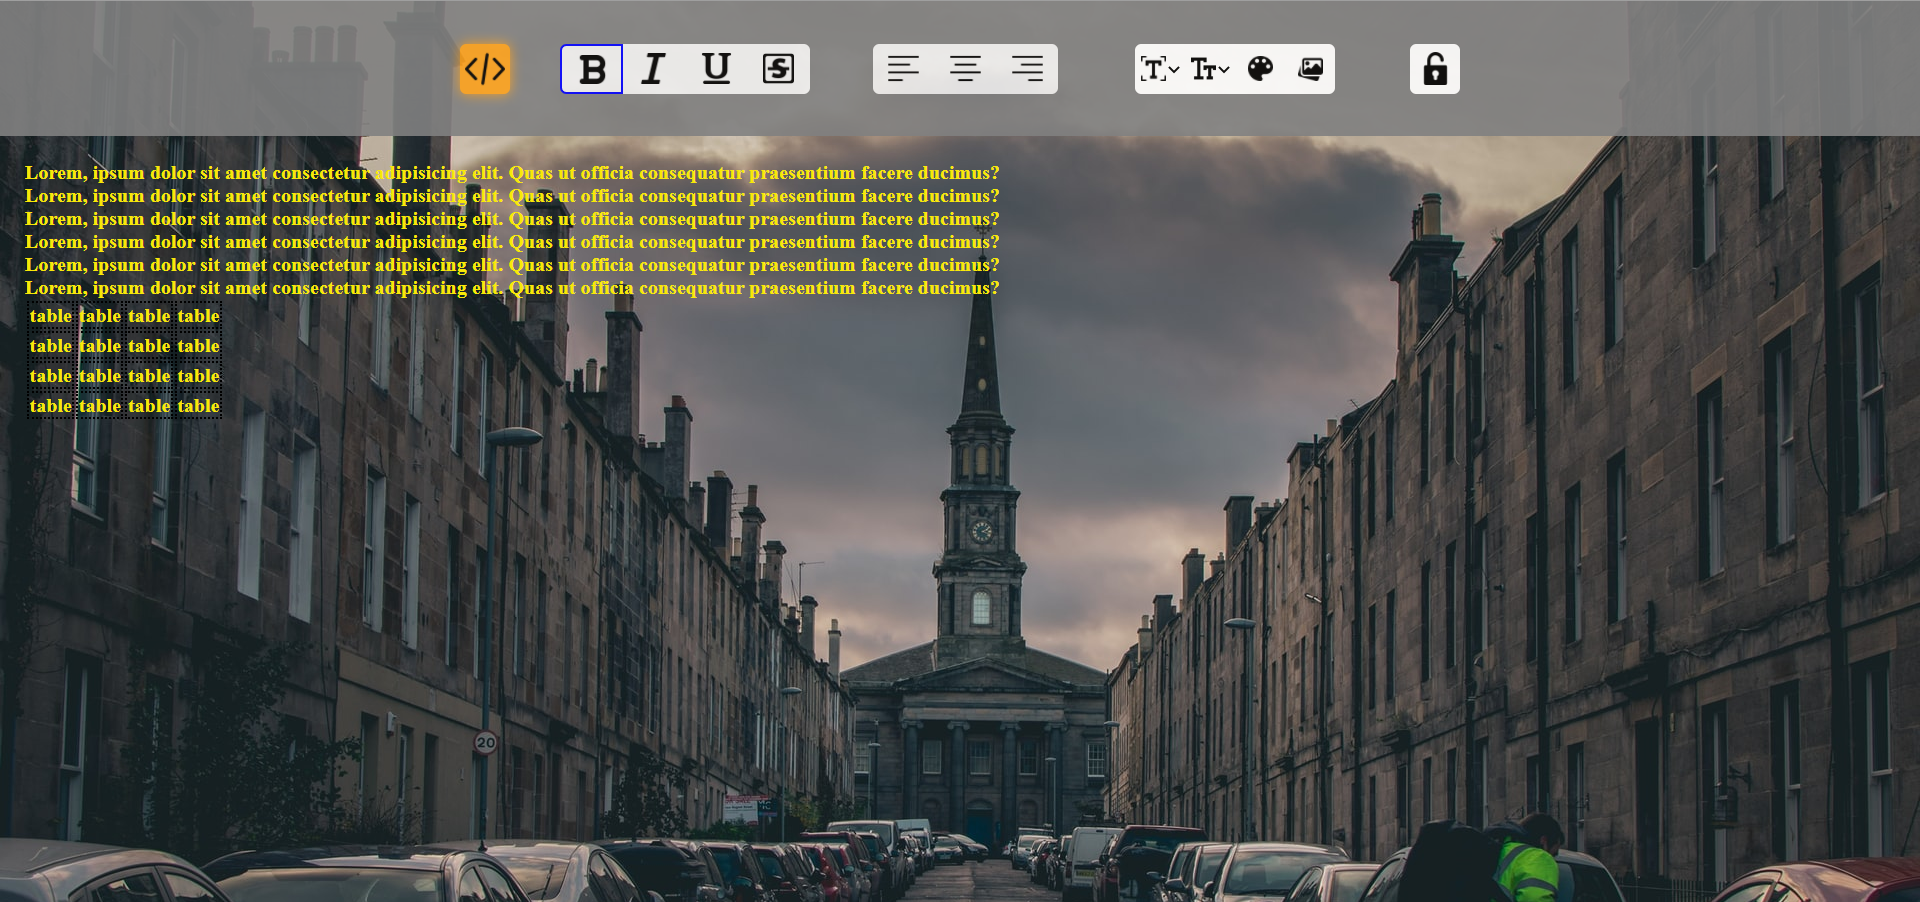 </>
B I U S
T TT
Lorem, ipsum dolor sit amet consectetur adipisicing elit. Quas ut officia consequatur praesentium facere ducimus?
Lorem, ipsum dolor sit amet consectetur adipisicing elit. Quas ut officia consequatur praesentium facere ducimus?
Lorem, ipsum dolor sit amet consectetur adipisicing elit. Quas ut officia consequatur praesentium facere ducimus?
Lorem, ipsum dolor sit amet consectetur adipisicing elit. Quas ut officia consequatur praesentium facere ducimus?
Lorem, ipsum dolor sit amet consectetur adipisicing elit. Quas ut officia consequatur praesentium facere ducimus?
Lorem, ipsum dolor sit amet consectetur adipisicing elit. Quas ut officia consequatur praesentium facere ducimus?
table table table table
table table table table
table table table table
table table table table
20